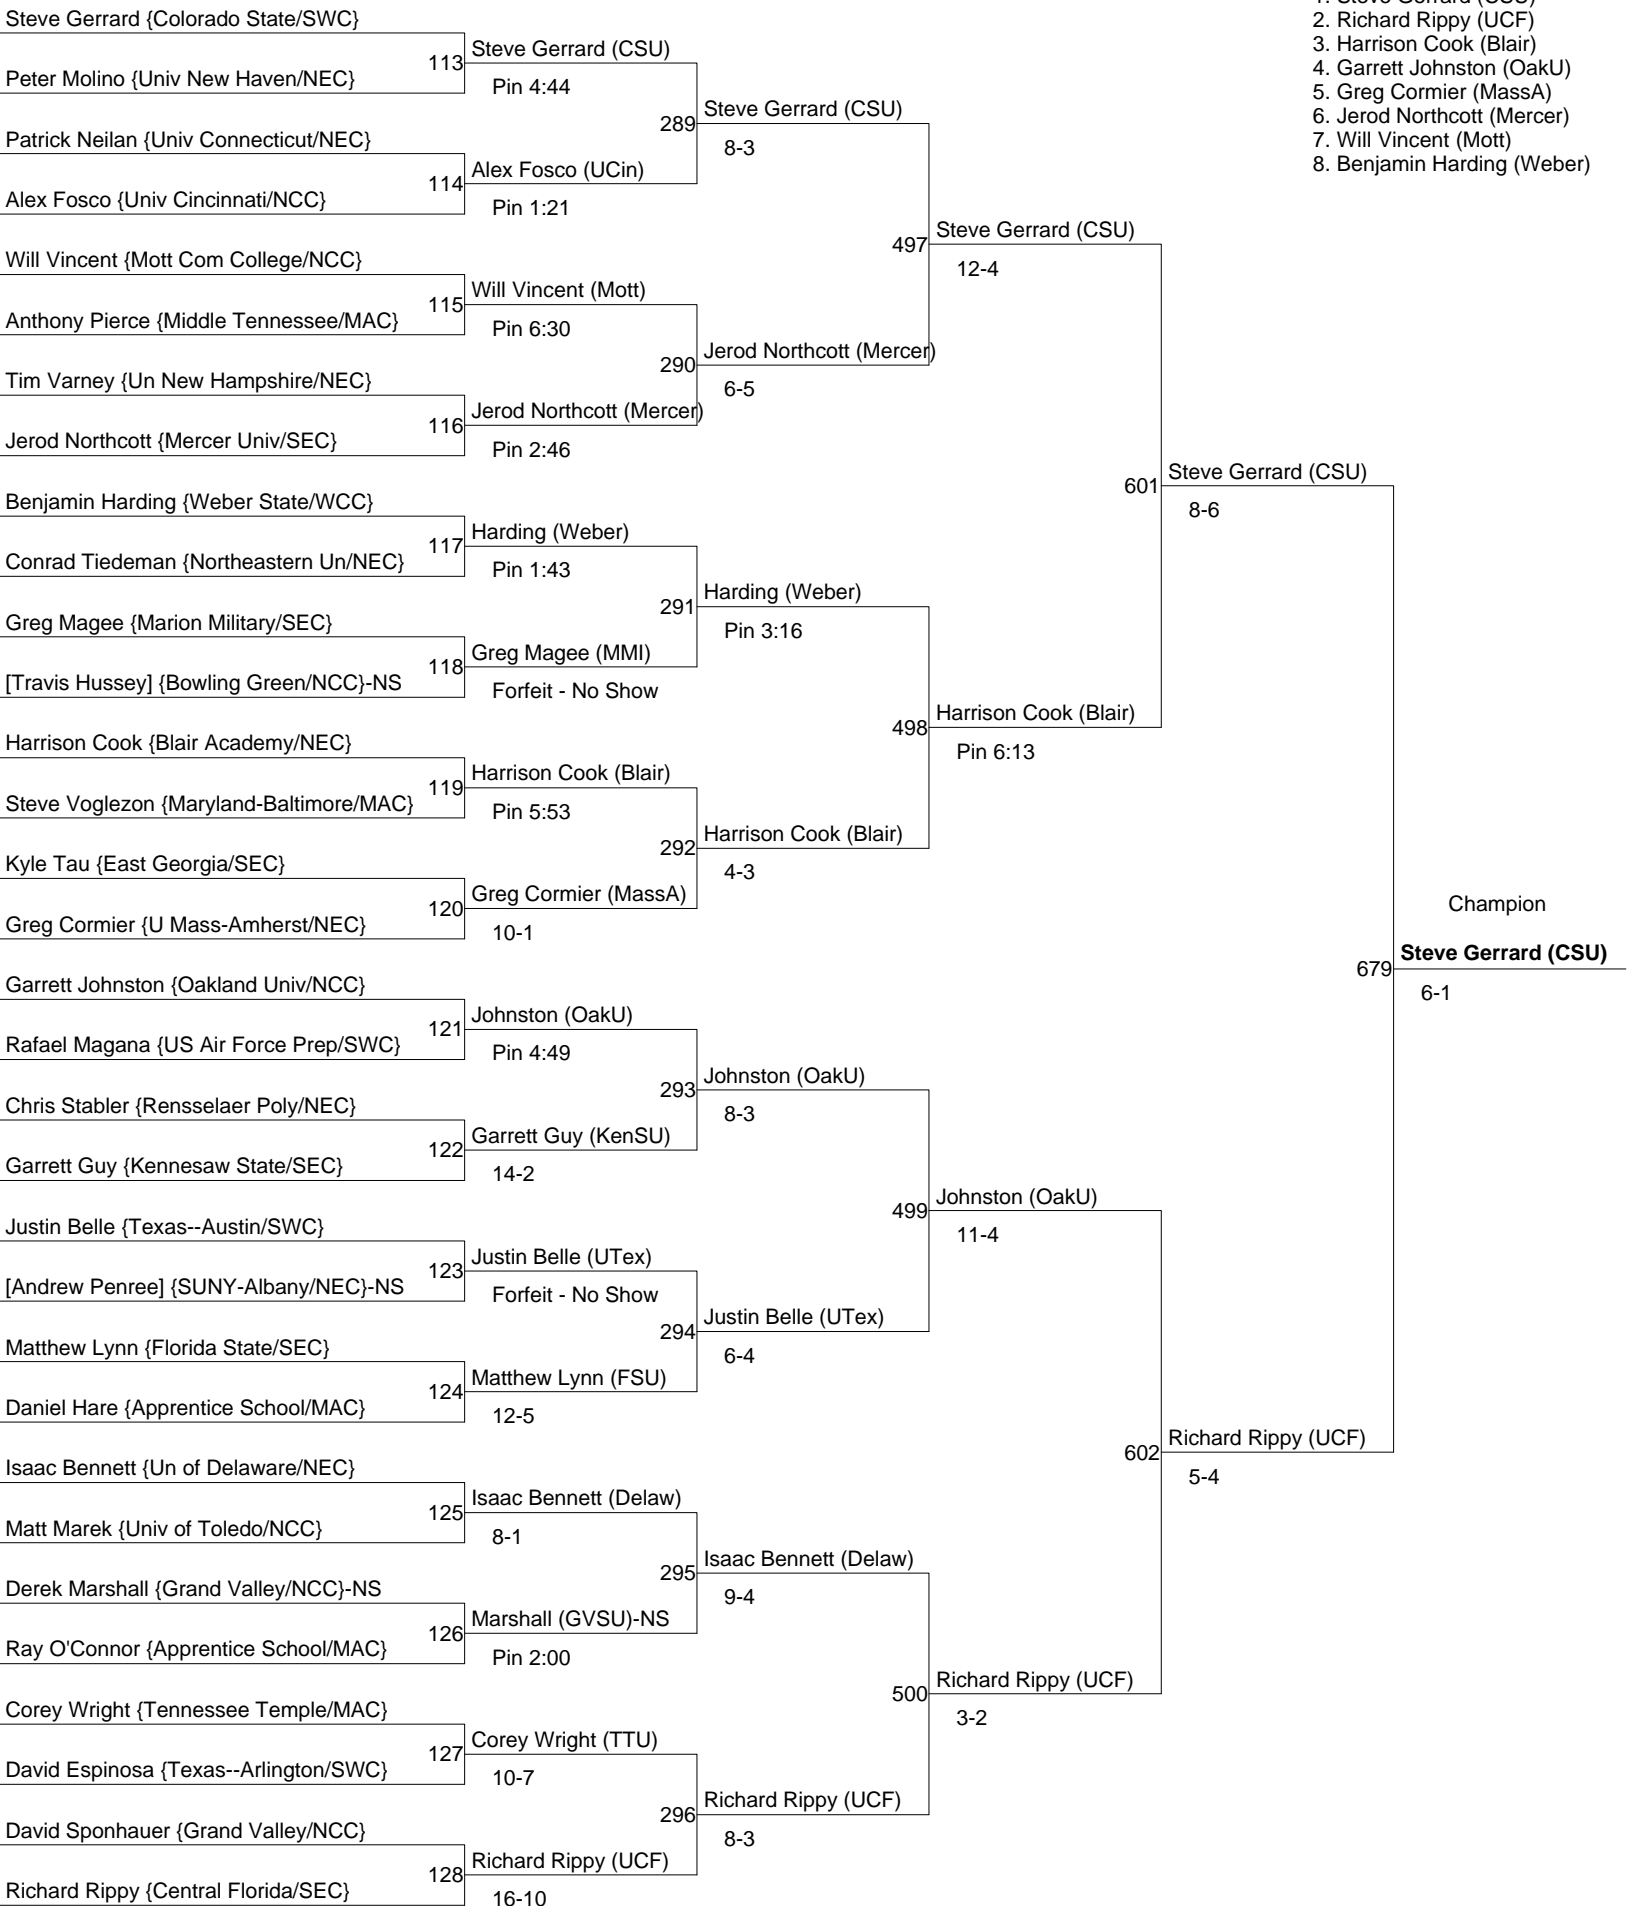 1. Steve Gerrard (CSU)
2. Richard Rippy (UCF)
3. Harrison Cook (Blair)
4. Garrett Johnston (OakU)
5. Greg Cormier (MassA)
6. Jerod Northcott (Mercer)
7. Will Vincent (Mott)
8. Benjamin Harding (Weber)
Steve Gerrard {Colorado State/SWC}
Peter Molino {Univ New Haven/NEC}
Patrick Neilan {Univ Connecticut/NEC}
Alex Fosco {Univ Cincinnati/NCC}
Will Vincent {Mott Com College/NCC}
Anthony Pierce {Middle Tennessee/MAC}
Tim Varney {Un New Hampshire/NEC}
Jerod Northcott {Mercer Univ/SEC}
Benjamin Harding {Weber State/WCC}
Conrad Tiedeman {Northeastern Un/NEC}
Greg Magee {Marion Military/SEC}
[Travis Hussey] {Bowling Green/NCC}-NS
Harrison Cook {Blair Academy/NEC}
Steve Voglezon {Maryland-Baltimore/MAC}
Kyle Tau {East Georgia/SEC}
Greg Cormier {U Mass-Amherst/NEC}
Garrett Johnston {Oakland Univ/NCC}
Rafael Magana {US Air Force Prep/SWC}
Chris Stabler {Rensselaer Poly/NEC}
Garrett Guy {Kennesaw State/SEC}
Justin Belle {Texas--Austin/SWC}
[Andrew Penree] {SUNY-Albany/NEC}-NS
Matthew Lynn {Florida State/SEC}
Daniel Hare {Apprentice School/MAC}
Isaac Bennett {Un of Delaware/NEC}
Matt Marek {Univ of Toledo/NCC}
Derek Marshall {Grand Valley/NCC}-NS
Ray O'Connor {Apprentice School/MAC}
Corey Wright {Tennessee Temple/MAC}
David Espinosa {Texas--Arlington/SWC}
David Sponhauer {Grand Valley/NCC}
Richard Rippy {Central Florida/SEC}
113 Steve Gerrard (CSU)
Pin 4:44
114 Alex Fosco (UCin)
Pin 1:21
115 Will Vincent (Mott)
Pin 6:30
116 Jerod Northcott (Mercer)
Pin 2:46
117 Harding (Weber)
Pin 1:43
118 Greg Magee (MMI)
Forfeit - No Show
119 Harrison Cook (Blair)
Pin 5:53
120 Greg Cormier (MassA)
10-1
121 Johnston (OakU)
Pin 4:49
122 Garrett Guy (KenSU)
14-2
123 Justin Belle (UTex)
Forfeit - No Show
124 Matthew Lynn (FSU)
12-5
125 Isaac Bennett (Delaw)
8-1
126 Marshall (GVSU)-NS
Pin 2:00
127 Corey Wright (TTU)
10-7
128 Richard Rippy (UCF)
16-10
289 Steve Gerrard (CSU)
8-3
290 Jerod Northcott (Mercer)
6-5
291 Harding (Weber)
Pin 3:16
292 Harrison Cook (Blair)
4-3
293 Johnston (OakU)
8-3
294 Justin Belle (UTex)
6-4
295 Isaac Bennett (Delaw)
9-4
296 Richard Rippy (UCF)
8-3
497 Steve Gerrard (CSU)
12-4
498 Harrison Cook (Blair)
Pin 6:13
499 Johnston (OakU)
11-4
500 Richard Rippy (UCF)
3-2
601 Steve Gerrard (CSU)
8-6
602 Richard Rippy (UCF)
5-4
Champion
679 Steve Gerrard (CSU)
6-1